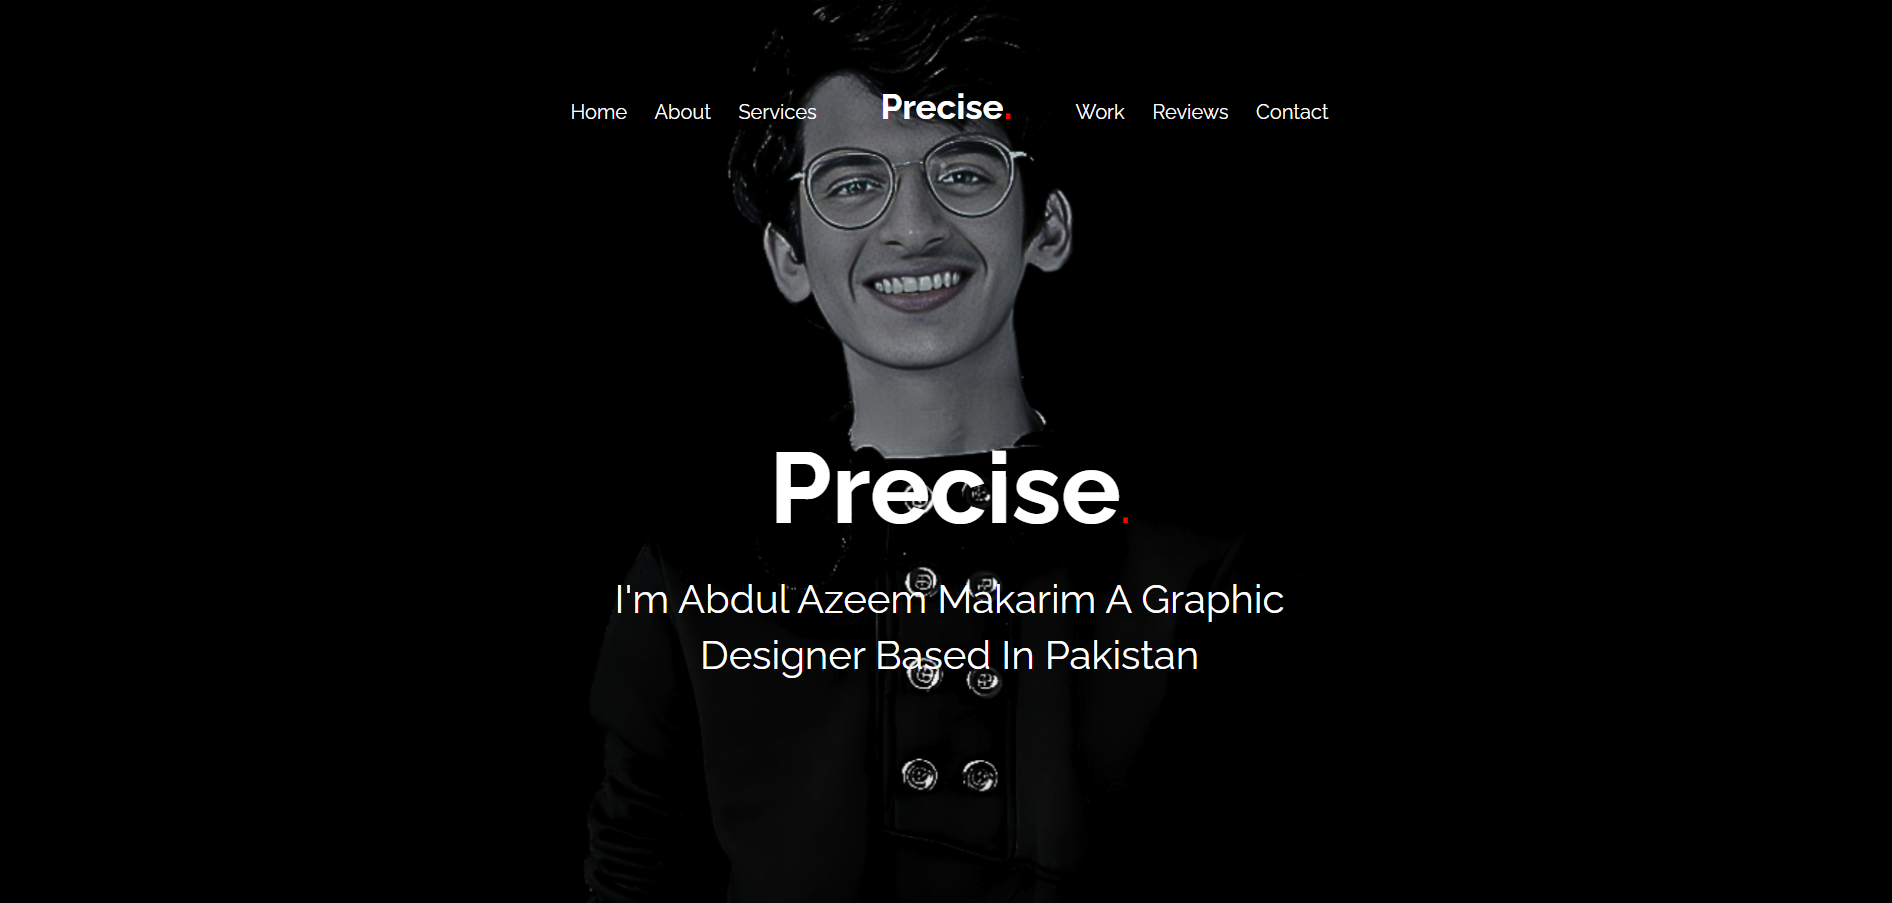 Home About Services Precise. Work Reviews Contact
Precise.
I'm Abdul Azeem Makarim A Graphic
Designer Based In Pakistan